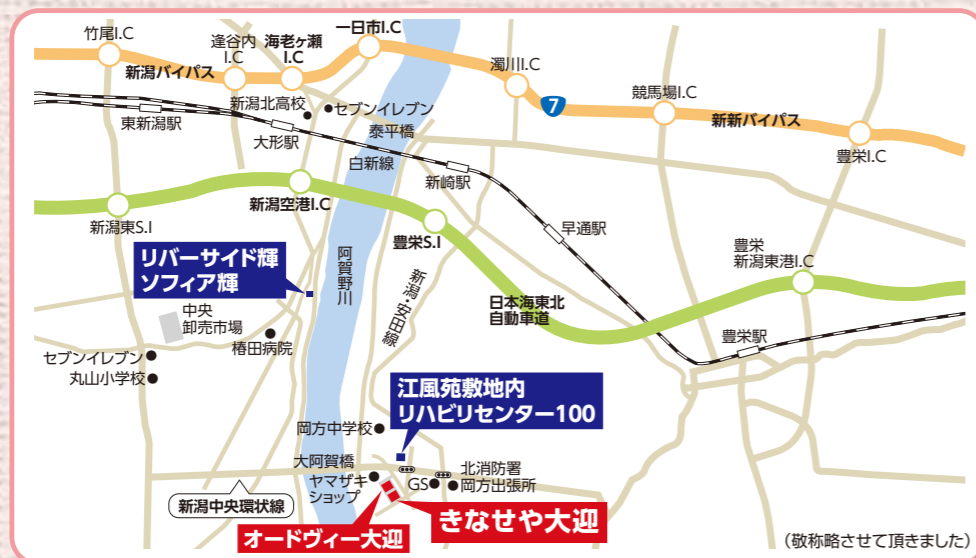 竹尾I.C
逢谷内
I.C
海老ヶ瀬
I.C
一日市I.C
濁川I.C
競馬場I.C
豊栄I.C
新潟バイパス
7
新新バイパス
新潟北高校
セブンイレブン
泰平橋
東新潟駅
大形駅
白新線
新崎駅
早通駅
新潟東S.I
新潟空港I.C
豊栄S.I
豊栄
新潟東港I.C
リバーサイド輝
ソフィア輝
阿賀野川
新潟・安田線
日本海東北
自動車道
豊栄駅
中央
卸売市場
椿田病院
セブンイレブン
丸山小学校
江風苑敷地内
リハビリセンター100
岡方中学校
大阿賀橋
ヤマザキ
ショップ
GS
北消防署
岡方出張所
新潟中央環状線
オードヴィー大迎
きなせや大迎
(敬称略させて頂きました)